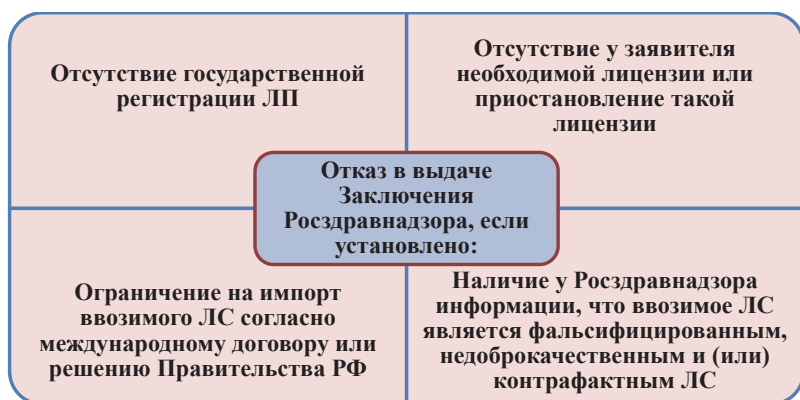 Отсутствие государственной
регистрации ЛП
Отсутствие у заявителя
необходимой лицензии или
приостановление такой
лицензии
Отказ в выдаче
Заключения
Росздравнадзора, если
установлено:
Ограничение на импорт
ввозимого ЛС согласно
международному договору или
решению Правительства РФ
Наличие у Росздравнадзора
информации, что ввозимое ЛС
является фальсифицированным,
недоброкачественным и (или)
контрафактным ЛС